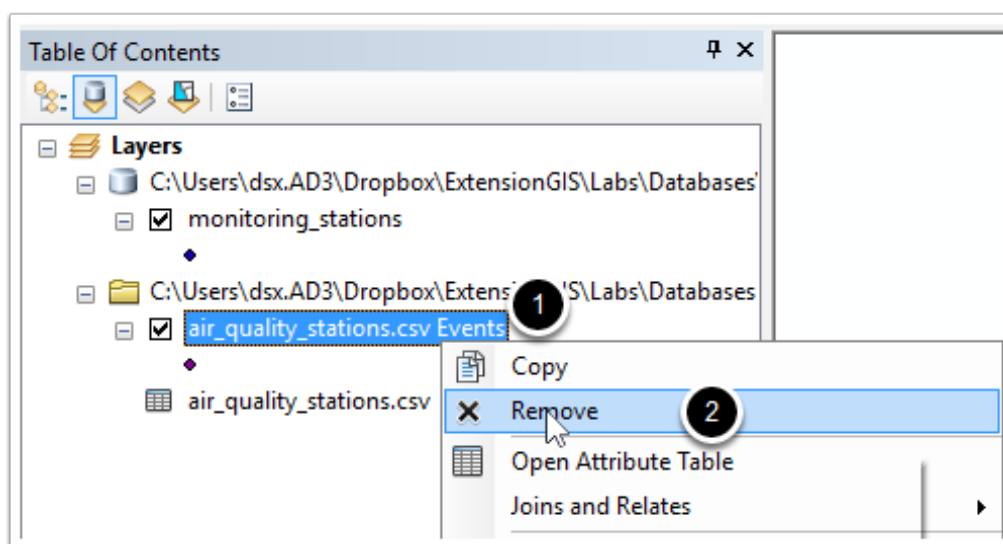 Table Of Contents
Layers
C:\Users\dsx.AD3\Dropbox\ExtensionGIS\Labs\Databases\
monitoring_stations
C:\Users\dsx.AD3\Dropbox\Extens 1 S\Labs\Databases
air_quality_stations.csv Events
Copy
air_quality_stations.csv
Remove 2
Open Attribute Table
Joins and Relates